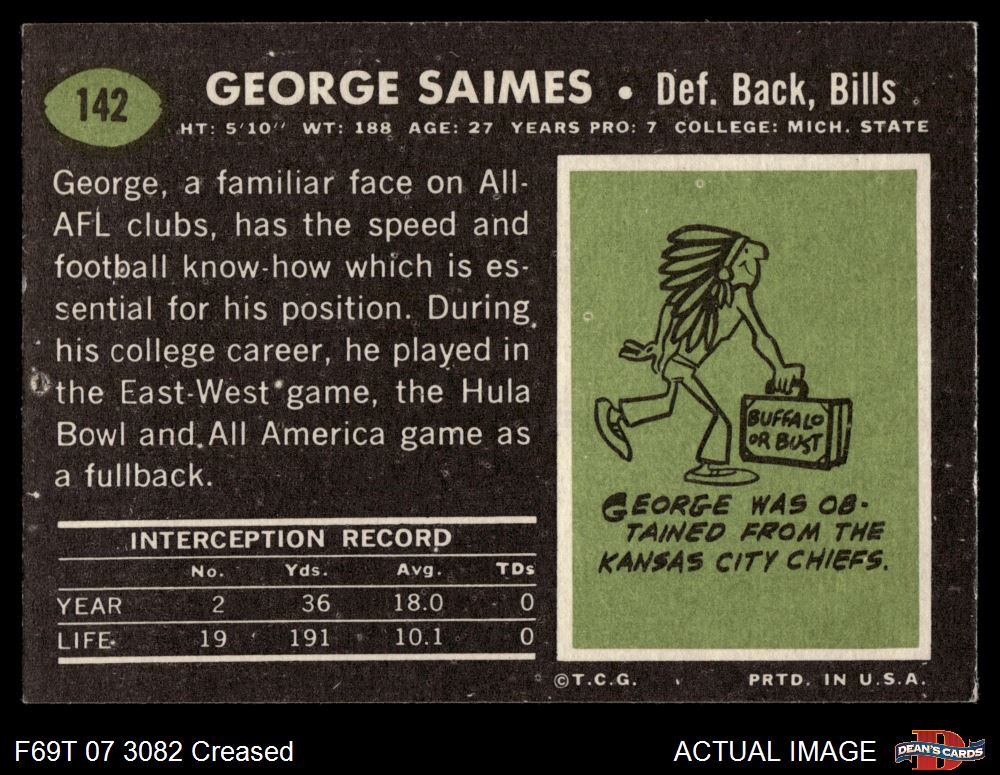 142
GEORGE SAIMES • Def. Back, Bills
HT: 5'10" WT: 188 AGE: 27 YEARS PRO: 7 COLLEGE: MICH. STATE
George, a familiar face on All-
AFL clubs, has the speed and
football know-how which is es-
sential for his position. During
his college career, he played in
the East-West game, the Hula
Bowl and All America game as
a fullback.
INTERCEPTION RECORD
No. Yds. Avg. TDs
YEAR 2 36 18.0 0
LIFE 19 191 10.1 0
BUFFALO
OR BUST
GEORGE WAS OB-
TAINED FROM THE
KANSAS CITY CHIEFS.
©T.C.G. PRTD. IN U.S.A.
F69T 07 3082 Creased
ACTUAL IMAGE
D
DEAN'S CARDS